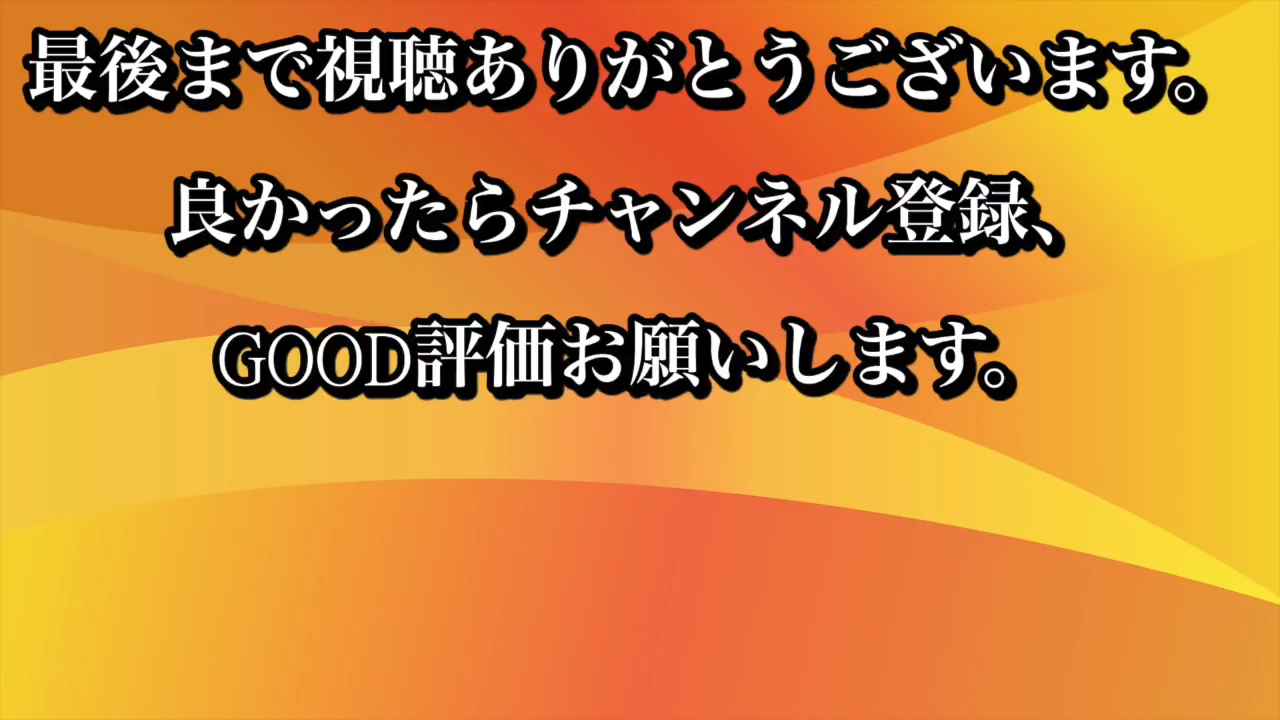 最後まで視聴ありがとうございます。
良かったらチャンネル登録、
GOOD評価お願いします。